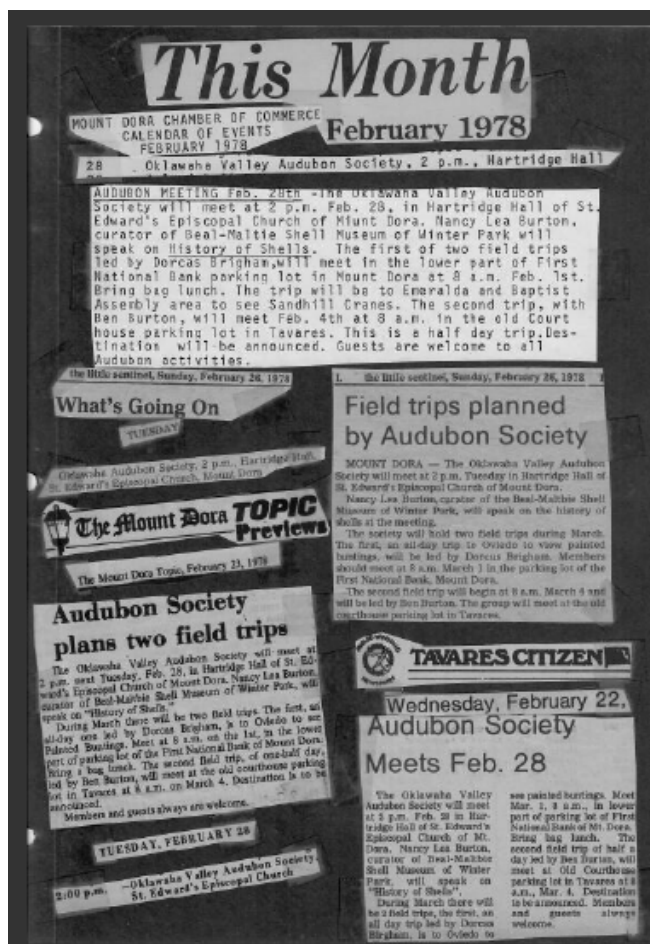 This Month
February 1978
MOUNT DORA CHAMBER OF COMMERCE
CALENDAR OF EVENTS
FEBRUARY 1978
28 Oklawaha Valley Audubon Society, 2 p.m., Hartridge Hall
AUDUBON MEETING Feb. 28th -The Oklawaha Valley Audubon
Society will meet at 2 p.m. Feb. 28, in Hartridge Hall of St.
Edward's Episcopal Church of Miunt Dora. Nancy Lea Burton,
curator of Beal-Maltie Shell Museum of Winter Park will
speak on History of Shells. The first of two field trips
led by Dorcas Brigham,will meet in the lower part of First
National Bank parking lot in Mount Dora at 8 a.m. Feb. 1st.
Bring bag lunch. The trip will be to Emeralda and Baptist
Assembly area to see Sandhill Cranes. The second trip, with
Ben Burton, will meet Feb. 4th at 8 a.m. in the old Court
house parking lot in Tavares. This is a half day trip.Des-
tination will be announced. Guests are welcome to all
Audubon activities.
the little sentinel, Sunday, February 26, 1978
What's Going On
TUESDAY
Oklawaha Audubon Society, 2 p.m., Hartridge Hall,
St. Edward's Episcopal Church, Mount Dora
The Mount Dora TOPIC
Previews
The Mount Dora Topic, February 23, 1978
Audubon Society
plans two field trips
The Oklawaha Valley Audubon Society will meet at
2 p.m. next Tuesday, Feb. 28, in Hartridge Hall of St. Ed-
ward's Episcopal Church of Mount Dora. Nancy Lea Burton,
curator of Beal-Maltbie Shell Museum of Winter Park, will
speak on "History of Shells."
During March there will be two field trips. The first, an
all-day one led by Dorcas Brigham, is to Oviedo to see
Painted Buntings. Meet at 8 a.m. on the 1st, in the lower
part of parking lot of the First National Bank of Mount Dora.
Bring a bag lunch. The second field trip, of one-half day,
led by Ben Burton, will meet at the old courthouse parking
lot in Tavares at 8 a.m. on March 4. Destination is to be
announced.
Members and guests always are welcome.
TUESDAY, FEBRUARY 28
2:00 p.m. —Oklawaha Valley Audubon Society,
St. Edward's Episcopal Church
the little sentinel, Sunday, February 26, 1978
Field trips planned
by Audubon Society
MOUNT DORA — The Oklawaha Valley Audubon
Society will meet at 2 p.m. Tuesday in Hartridge Hall of
St. Edward's Episcopal Church of Mount Dora.
Nancy Lea Burton, curator of the Beal-Maltbie Shell
Museum of Winter Park, will speak on the history of
shells at the meeting.
The society will hold two field trips during March.
The first, an all-day trip to Oviedo to view painted
buntings, will be led by Dorcus Brigham. Members
should meet at 8 a.m. March 1 in the parking lot of the
First National Bank, Mount Dora.
The second field trip will begin at 8 a.m. March 4 and
will be led by Ben Burton. The group will meet at the old
courthouse parking lot in Tavares.
TAVARES CITIZEN
Wednesday, February 22,
Audubon Society
Meets Feb. 28
The Oklawaha Valley
Audubon Society will meet
at 2 p.m. Feb. 28 in Har-
tridge Hall of St. Edward's
Episcopal Church of Mt.
Dora. Nancy Lea Burton,
curator of Beal-Maltbie
Shell Museum of Winter
Park, will speak on
"History of Shells".
During March there will
be 2 field trips, the first, an
all day trip led by Dorcas
Birgham, is to Oviedo to
see painted buntings. Meet
Mar. 1, 8 a.m., in lower
part of parking lot of First
National Bank of Mt. Dora.
Bring bag lunch. The
second field trip of half a
day led by Ben Burton, will
meet at Old Courthouse
parking lot in Tavares at 8
a.m., Mar. 4. Destination
to be announced. Members
and guests always
welcome.